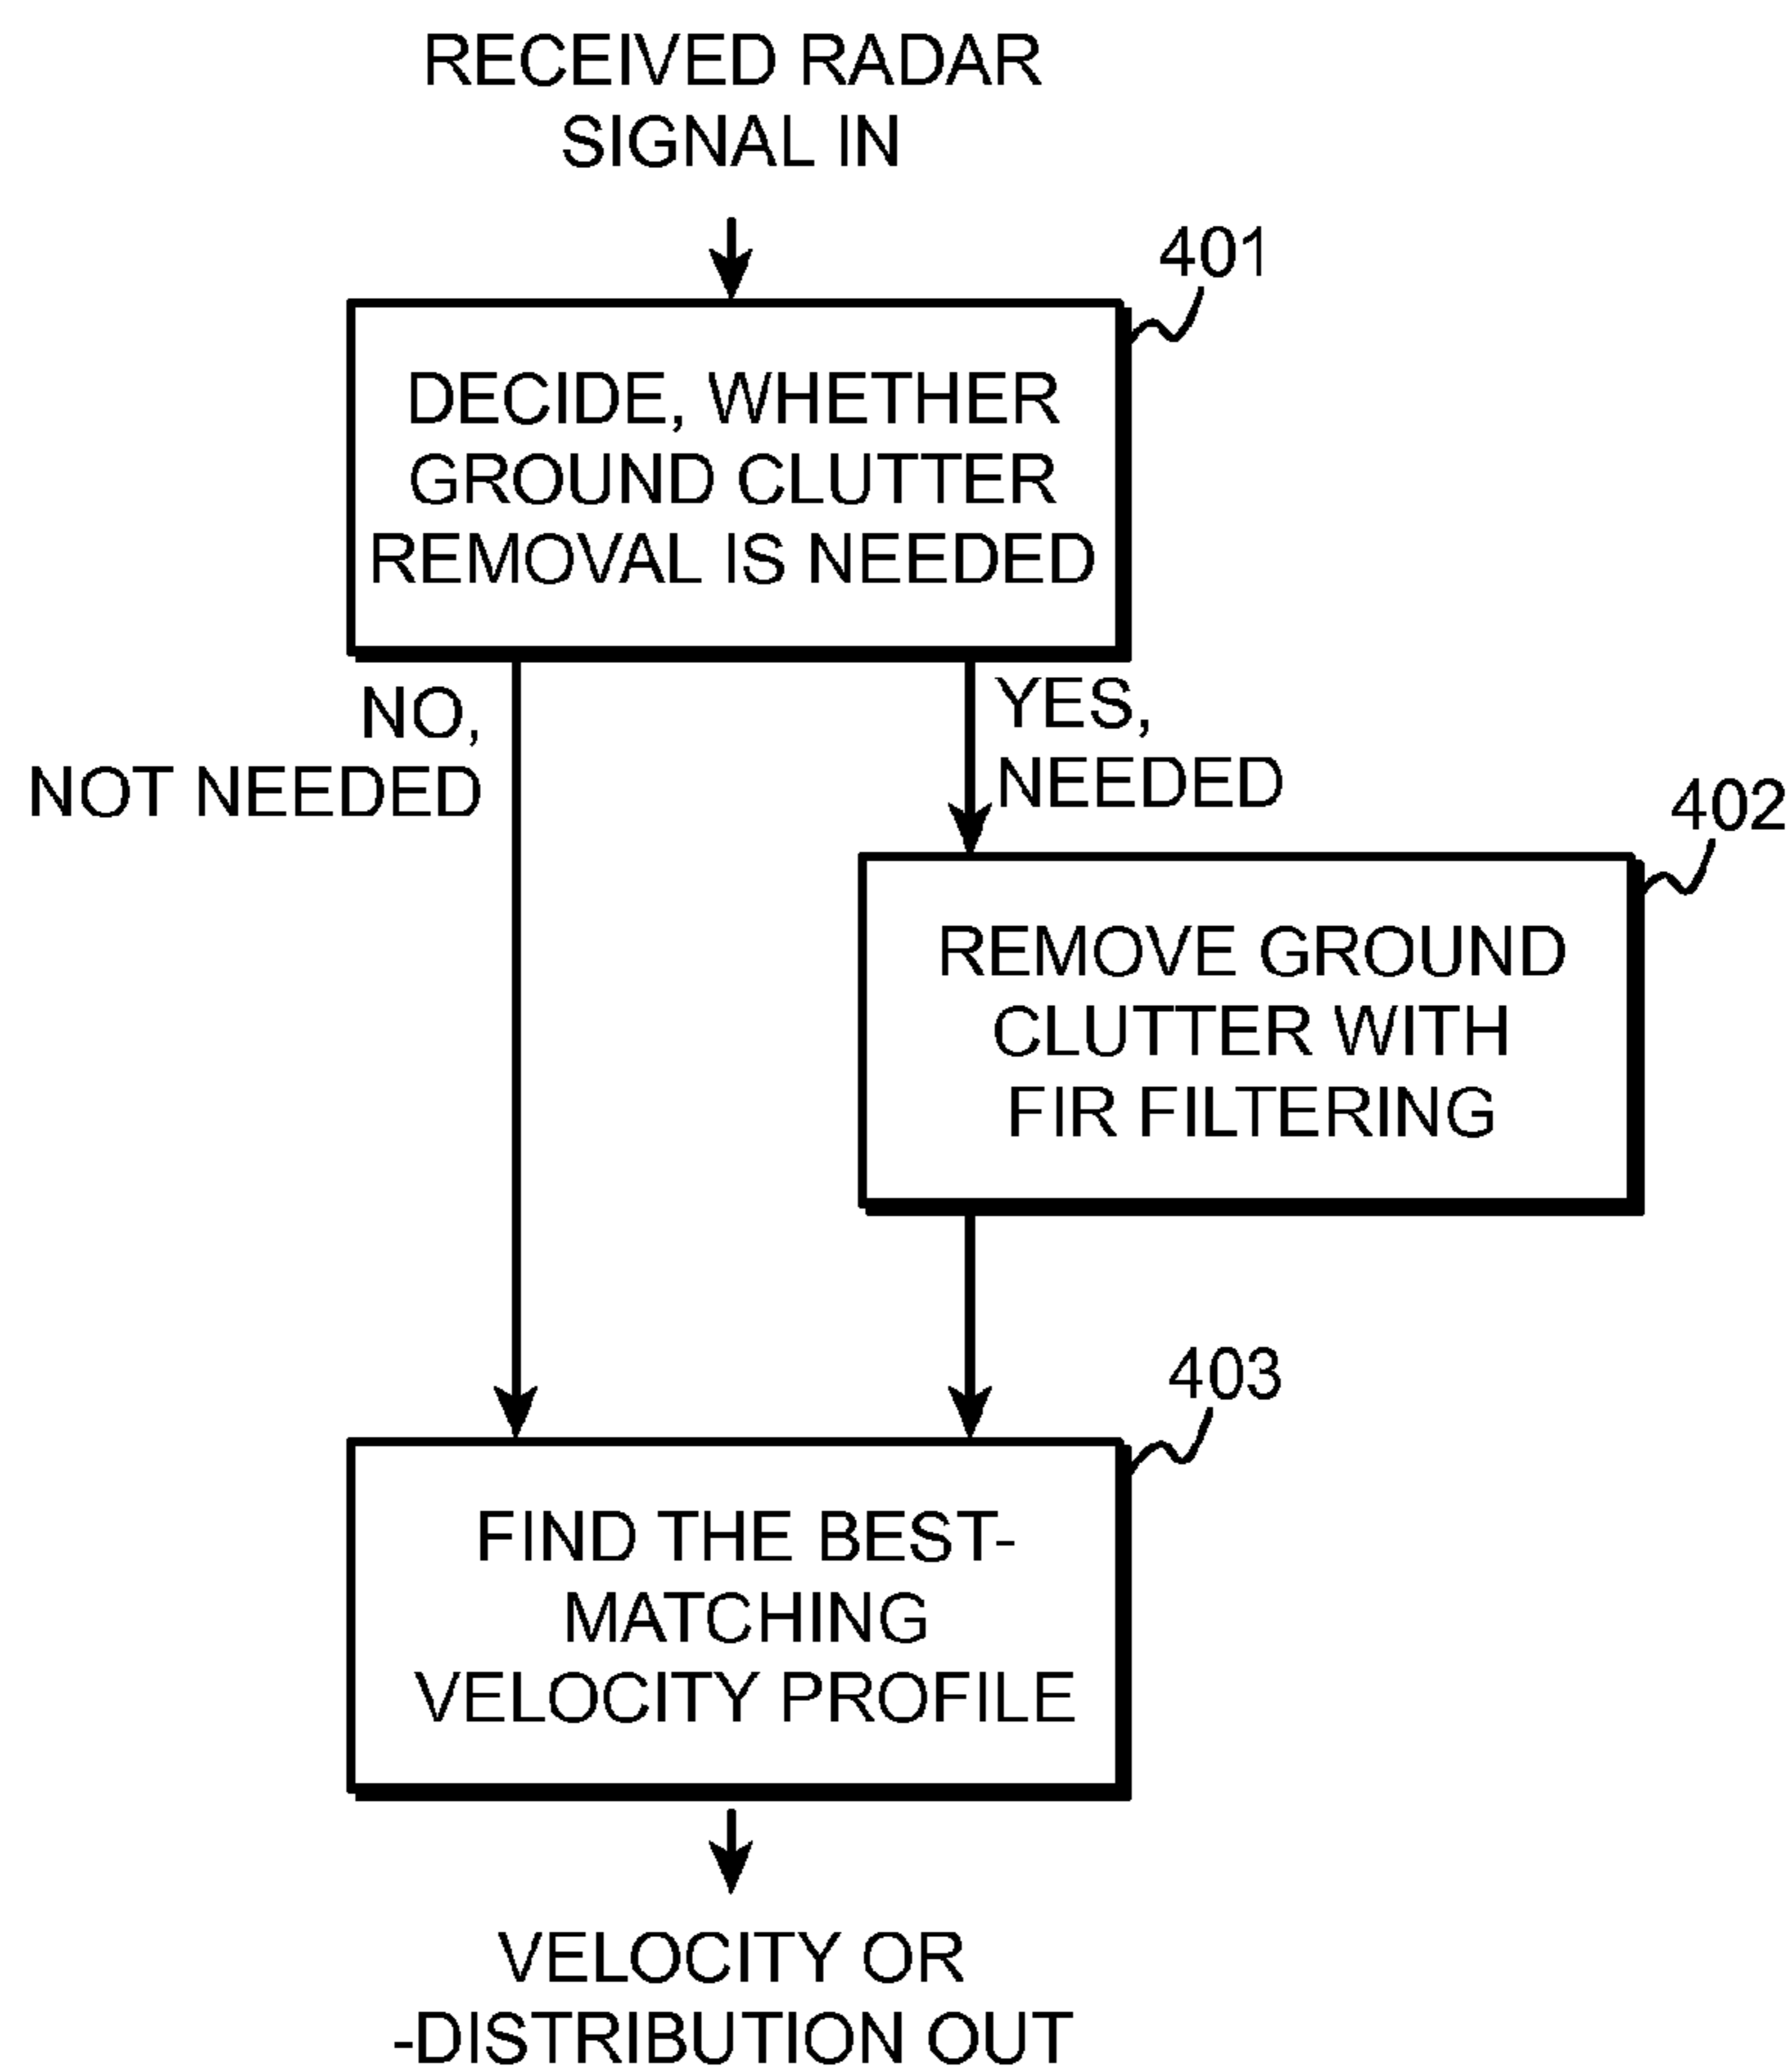 RECEIVED RADAR
SIGNAL IN
401
DECIDE, WHETHER
GROUND CLUTTER
REMOVAL IS NEEDED
NO,
NOT NEEDED
YES,
NEEDED
402
REMOVE GROUND
CLUTTER WITH
FIR FILTERING
403
FIND THE BEST-
MATCHING
VELOCITY PROFILE
VELOCITY OR
-DISTRIBUTION OUT